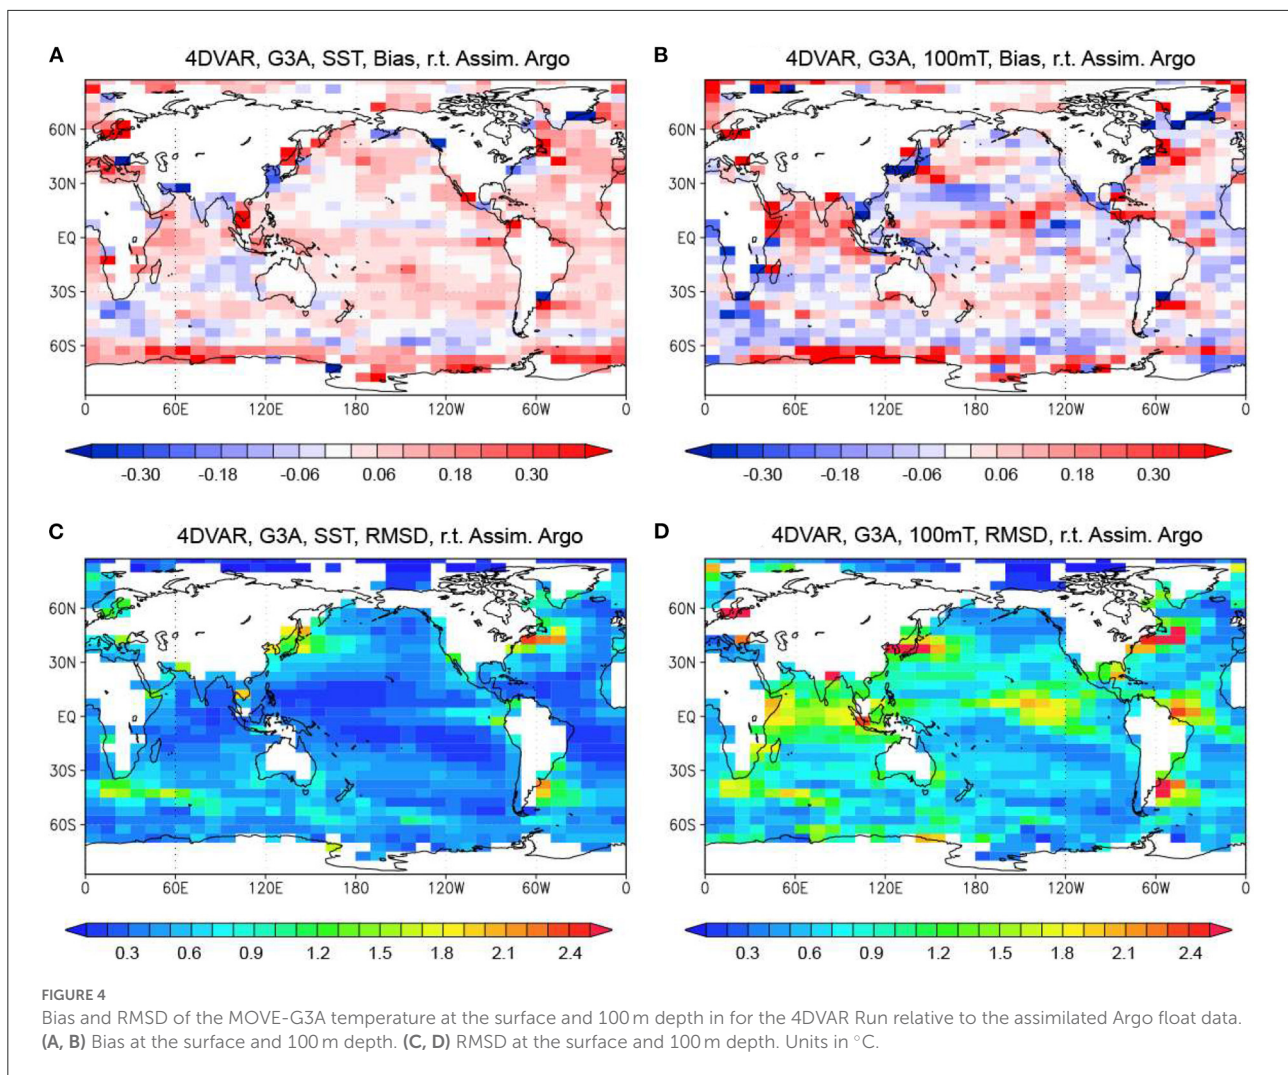 A
4DVAR, G3A, SST, Bias, r.t. Assim. Argo
60N
30N
EQ
30S
60S
0 60E 120E 180 120W 60W 0
-0.30 -0.18 -0.06 0.06 0.18 0.30
B
4DVAR, G3A, 100mT, Bias, r.t. Assim. Argo
60N
30N
EQ
30S
60S
0 60E 120E 180 120W 60W 0
-0.30 -0.18 -0.06 0.06 0.18 0.30
C
4DVAR, G3A, SST, RMSD, r.t. Assim. Argo
60N
30N
EQ
30S
60S
0 60E 120E 180 120W 60W 0
0.3 0.6 0.9 1.2 1.5 1.8 2.1 2.4
D
4DVAR, G3A, 100mT, RMSD, r.t. Assim. Argo
60N
30N
EQ
30S
60S
0 60E 120E 180 120W 60W 0
0.3 0.6 0.9 1.2 1.5 1.8 2.1 2.4
FIGURE 4
Bias and RMSD of the MOVE-G3A temperature at the surface and 100 m depth in for the 4DVAR Run relative to the assimilated Argo float data.
(A, B) Bias at the surface and 100 m depth. (C, D) RMSD at the surface and 100 m depth. Units in °C.